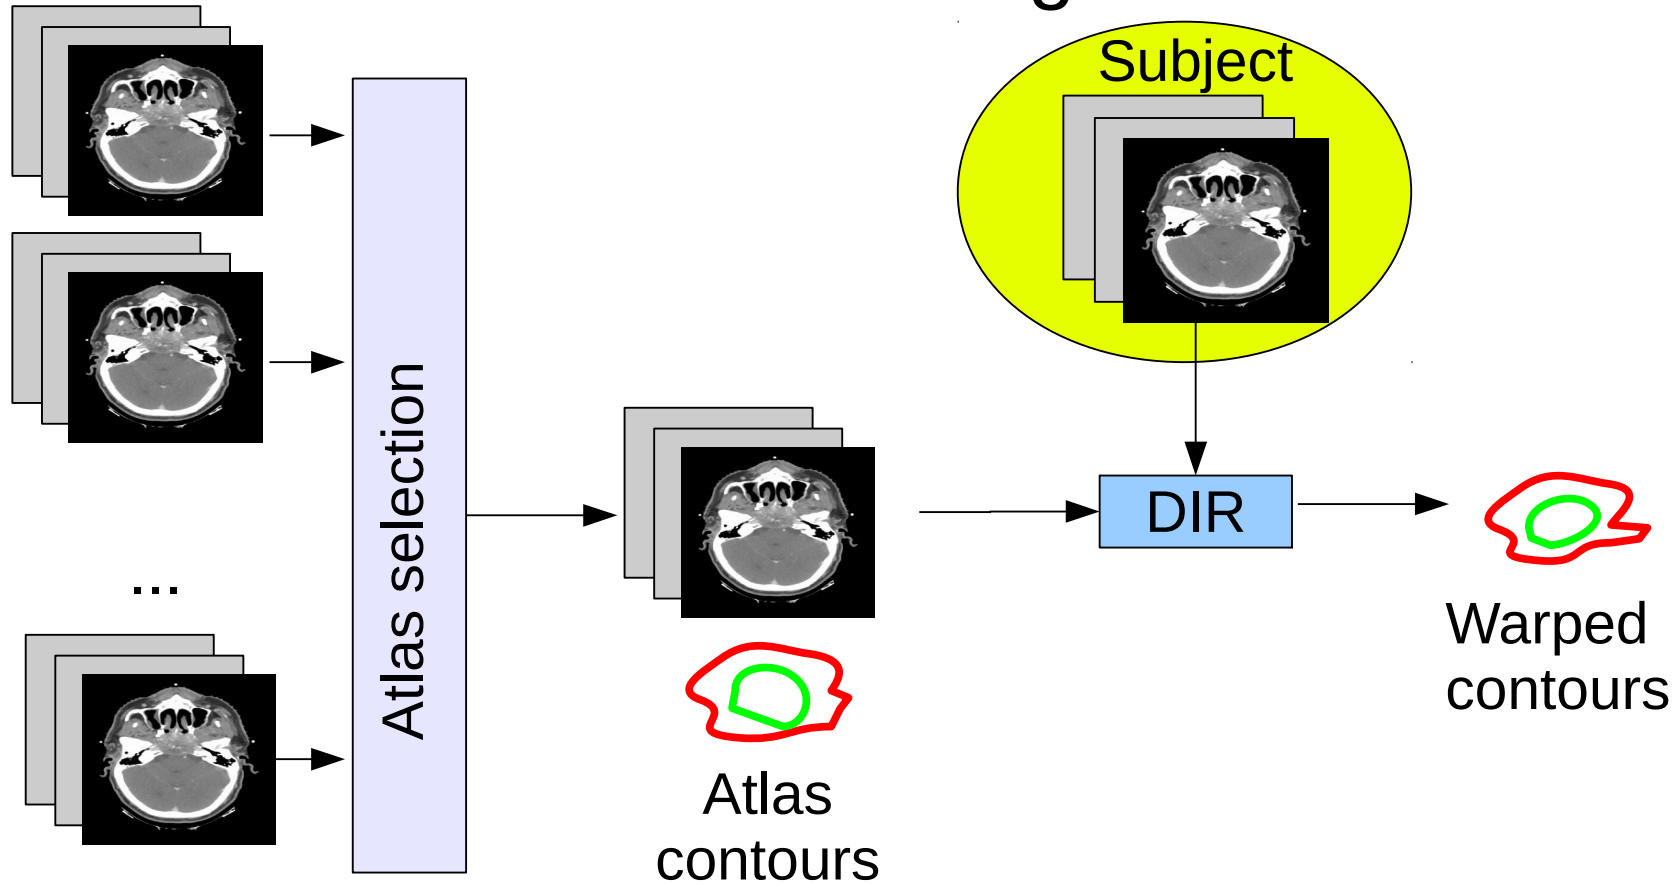 Subject
Atlas selection
DIR
...
Warped
contours
Atlas
contours